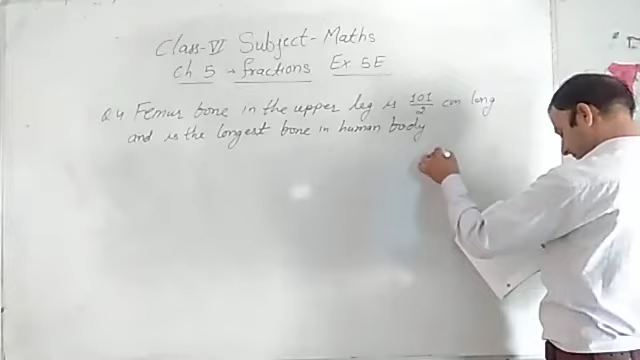 Class-VI Subject-Maths
Ch 5 → fractions Ex 5E
Q4 Femur bone in the upper leg is 101/2 cm long
and is the longest bone in human body